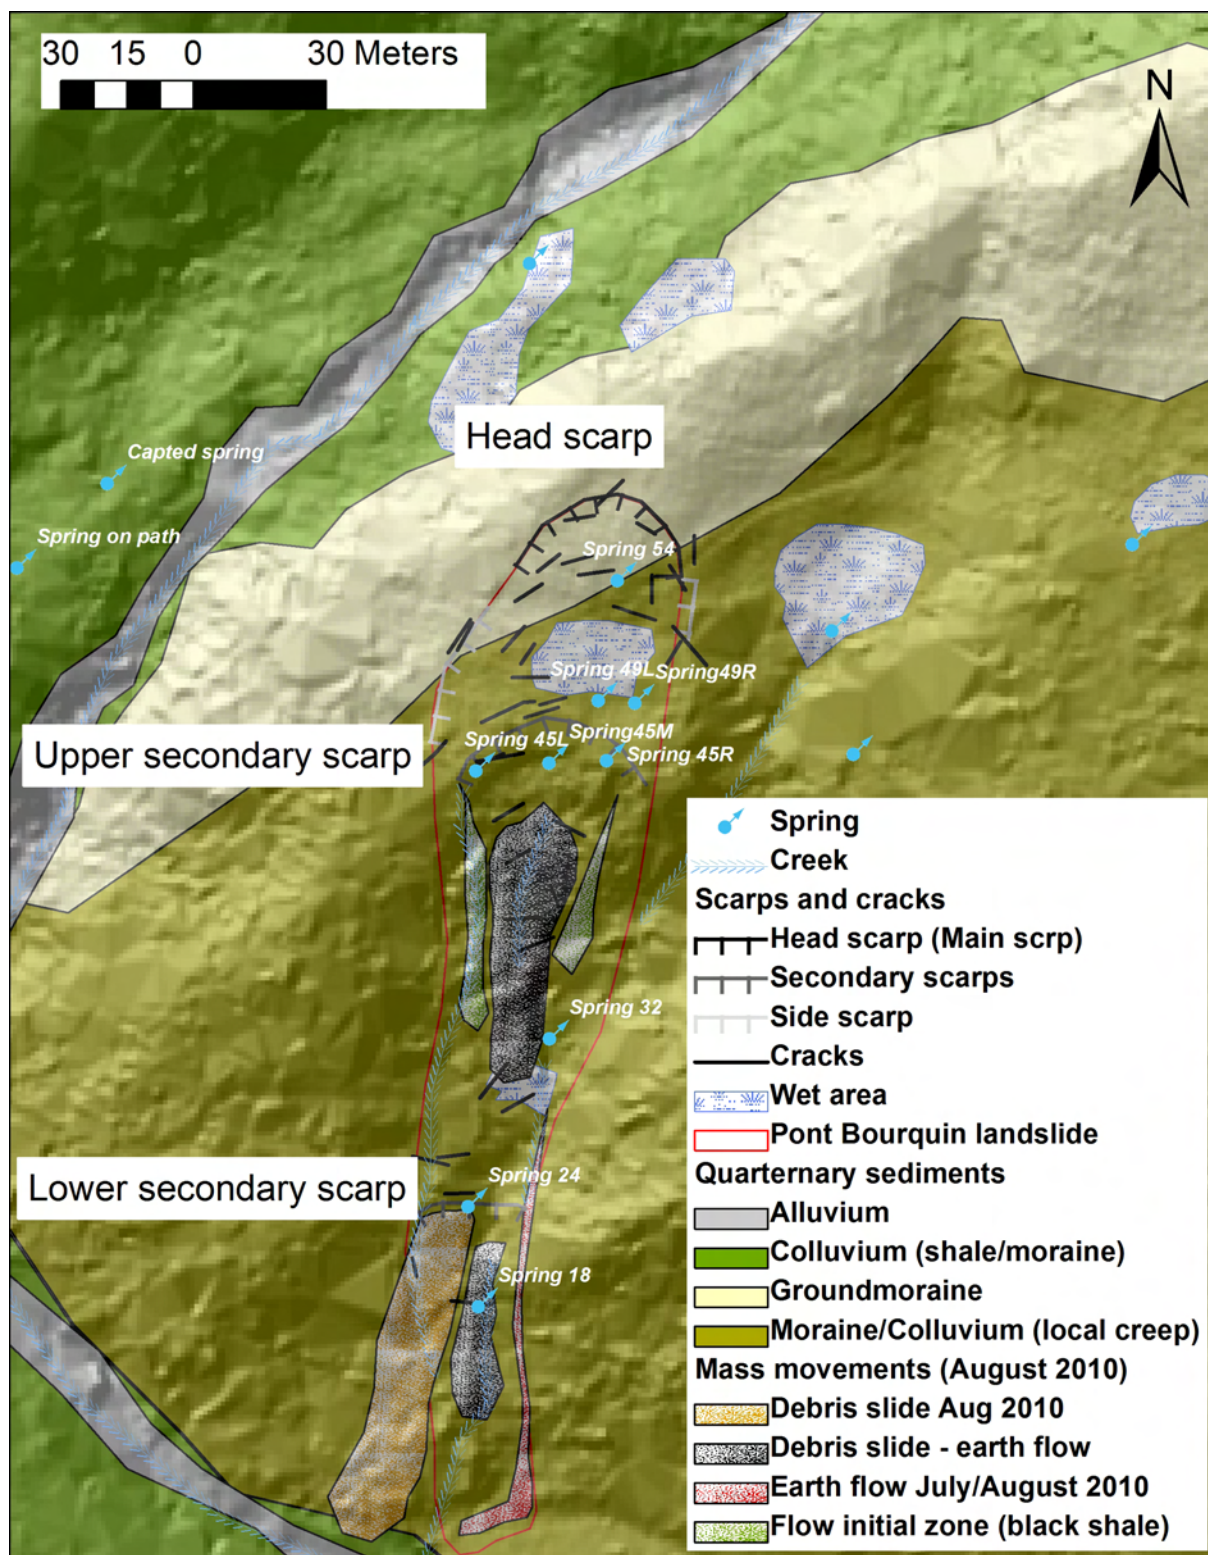 30 15 0 30 Meters
N
Head scarp
Capted spring
Spring on path
Spring 54
Spring 49L
Spring49R
Upper secondary scarp
Spring 45L
Spring45M
Spring 45R
Spring
Creek
Scarps and cracks
Head scarp (Main scrp)
Secondary scarps
Side scarp
Cracks
Wet area
Pont Bourquin landslide
Quarternary sediments
Alluvium
Colluvium (shale/moraine)
Groundmoraine
Moraine/Colluvium (local creep)
Mass movements (August 2010)
Debris slide Aug 2010
Debris slide - earth flow
Earth flow July/August 2010
Flow initial zone (black shale)
Spring 32
Lower secondary scarp
Spring 24
Spring 18